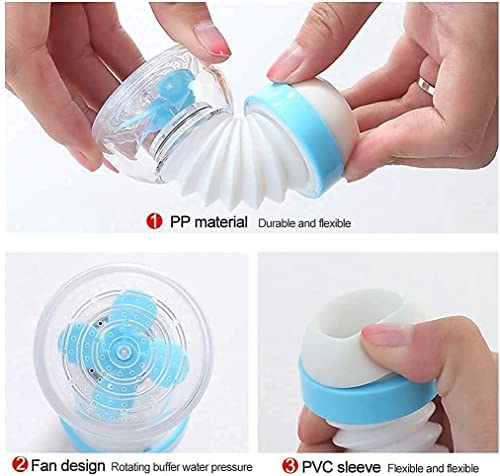 1 PP material Durable and flexible
2 Fan design Rotating buffer water pressure
3 PVC sleeve Flexible and flexible